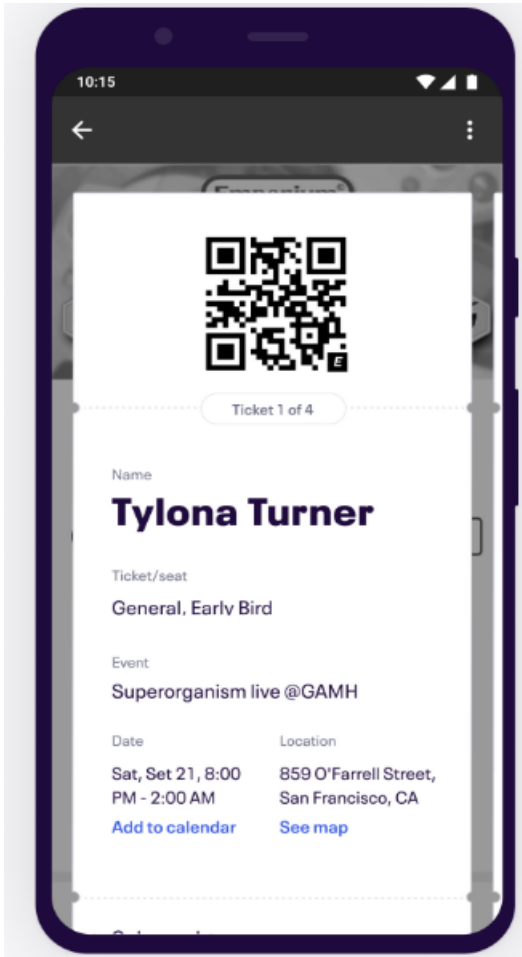 10:15
Emporium®
E
Ticket 1 of 4
Name
Tylona Turner
Ticket/seat
General, Early Bird
Event
Superorganism live @GAMH
Date
Location
Sat, Set 21, 8:00
PM - 2:00 AM
859 O'Farrell Street,
San Francisco, CA
Add to calendar
See map